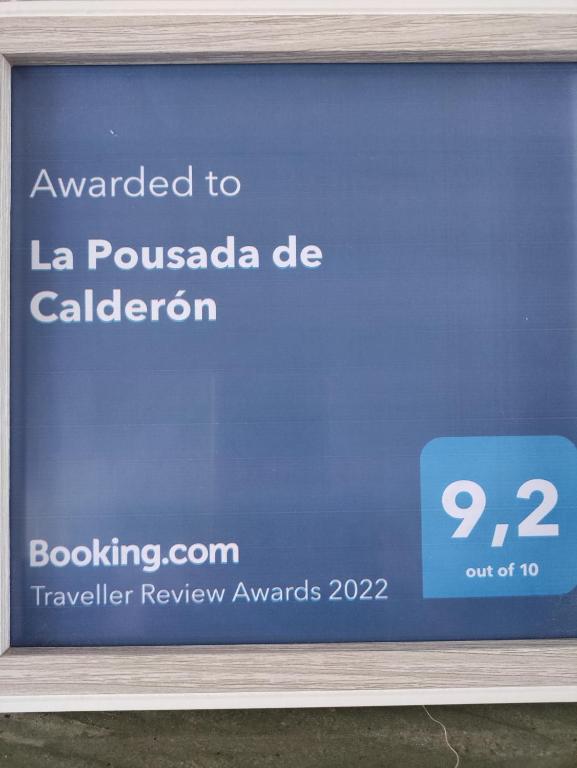 Awarded to
La Pousada de
Calderón
9,2
out of 10
Booking.com
Traveller Review Awards 2022